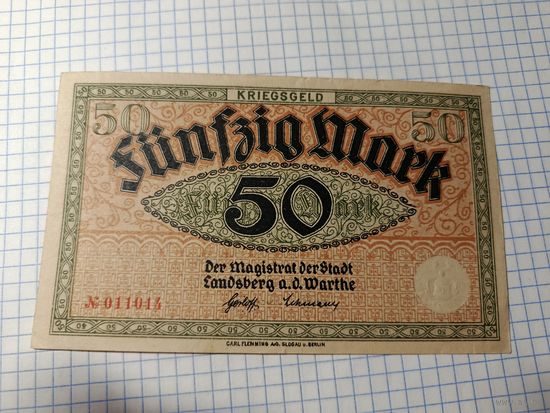 KRIEGSGELD
50 50
Fünfzig Mark
50
Der Magistrat der Stadt
Landsberg a.d. Warthe
№ 011014
CARL FLEMMING A.G. GLOGAU u. BERLIN